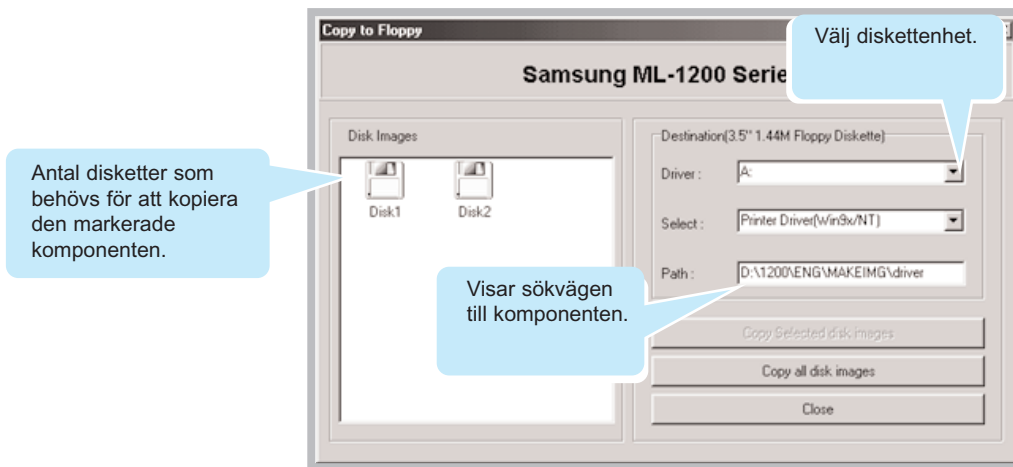 Copy to Floppy
Välj diskettenhet.
Samsung ML-1200 Serie
Disk Images
Destination(3.5" 1.44M Floppy Diskette)
Antal disketter som
behövs för att kopiera
den markerade
komponenten.
Disk1
Disk2
Driver :
A:
Select :
Printer Driver(Win9x/NT)
Path :
D:\1200\ENG\MAKEIMG\driver
Visar sökvägen
till komponenten.
Copy Selected disk images
Copy all disk images
Close